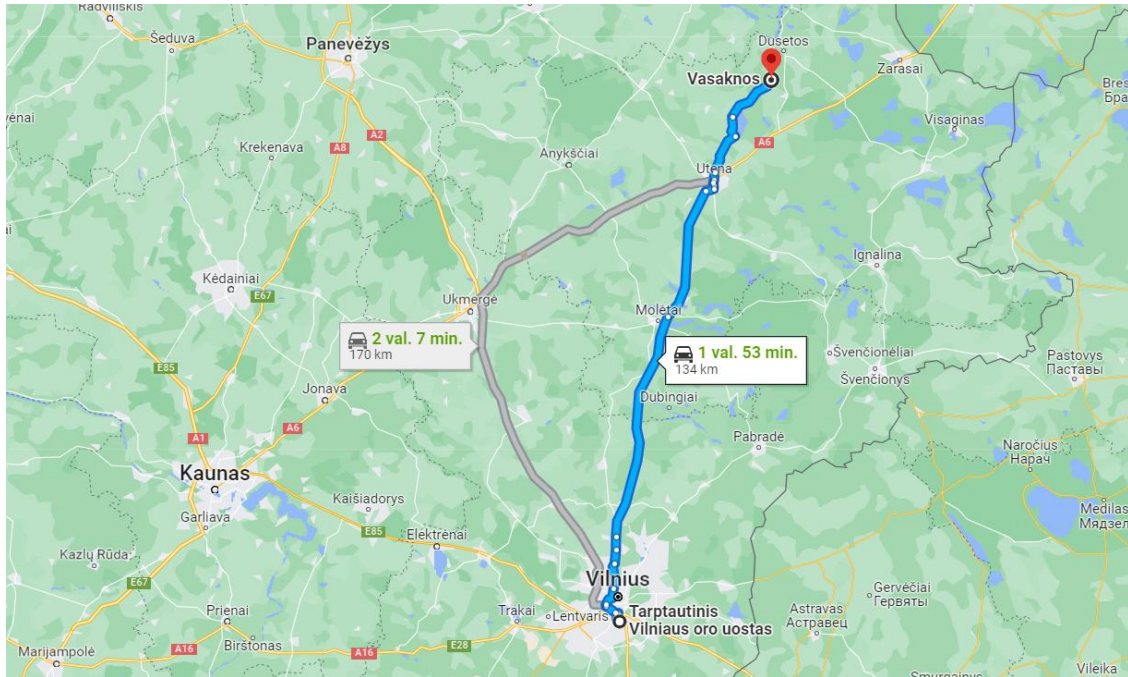 Radviliškis
Šeduva
Panevėžys
Dusetos
Vasaknos
Zarasai
A2
A8
Krekenava
Visaginas
Anykščiai
A6
Utena
Kėdainiai
E67
Ignalina
Ukmergė
Molėtai
2 val. 7 min.
170 km
1 val. 53 min.
134 km
Švenčionėliai
Švenčionys
Pastovys
Паставы
E85
Jonava
Dubingiai
A1
A6
Pabradė
Naročius
Нарач
Kaunas
Kaišiadorys
Garliava
E85
Elektrėnai
Medilas
Мядзел
Kazlų Rūda
E67
Vilnius
Gervėčiai
Гервяты
Prienai
Trakai
Lentvaris
Tarptautinis
Vilniaus oro uostas
Astravas
Астравец
Birštonas
A16
E28
Marijampolė
A16
Vileika